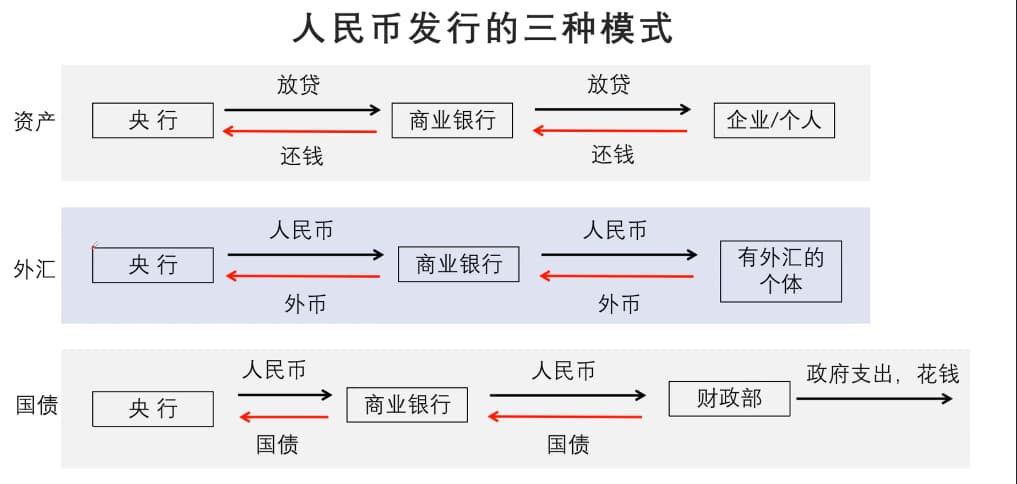 人民币发行的三种模式
资产
央 行
放贷
还钱
商业银行
放贷
还钱
企业/个人
外汇
央 行
人民币
外币
商业银行
人民币
外币
有外汇的
个体
国债
央 行
人民币
国债
商业银行
人民币
国债
财政部
政府支出，花钱